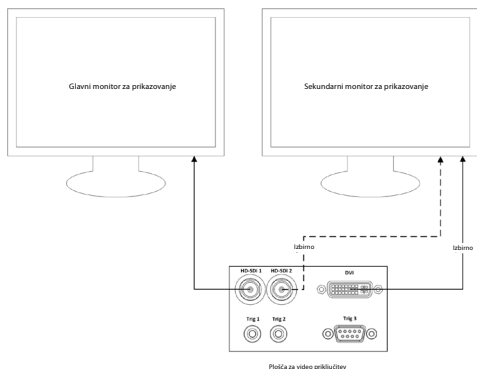 Glavni monitor za prikazovanje
Sekundarni monitor za prikazovanje
Izbirno
Izbirno
HD-SDI 1
HD-SDI 2
DVI
Trig 1
Trig 2
Trig 3
Plošča za video priključitev